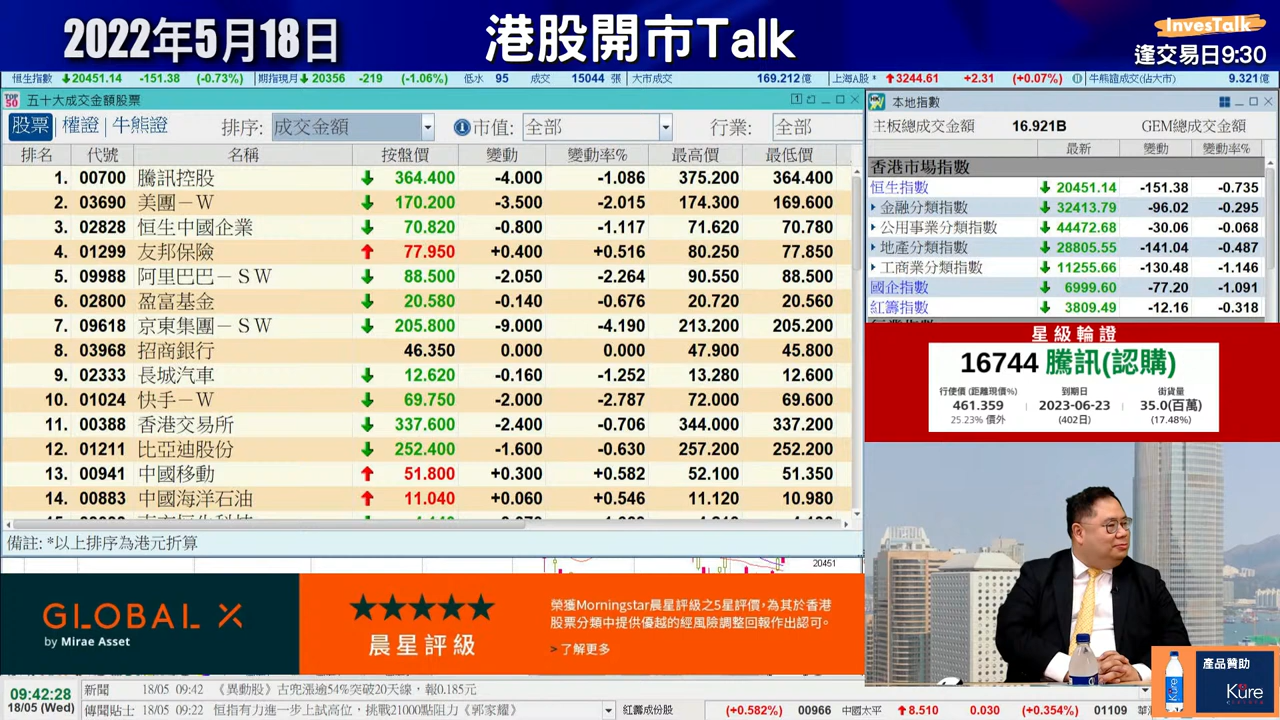 2022年5月18日
港股開市Talk
InvesTalk
逢交易日9:30
恒生指數 20451.14 -151.38 (-0.73%) 期指現月 20356 -219 (-1.06%) 低水 95 成交 15044 張 大市成交 169.212億 上海A股 * 3244.61 +2.31 (+0.07%) 牛熊證成交(佔大市) 9.321億
TOP 50 五十大成交金額股票
股票 權證 牛熊證 排序: 成交金額 市值: 全部 行業: 全部
排名 代號 名稱 按盤價 變動 變動率% 最高價 最低價
1. 00700 騰訊控股 364.400 -4.000 -1.086 375.200 364.400
2. 03690 美團－W 170.200 -3.500 -2.015 174.300 169.600
3. 02828 恒生中國企業 70.820 -0.800 -1.117 71.620 70.780
4. 01299 友邦保險 77.950 +0.400 +0.516 80.250 77.850
5. 09988 阿里巴巴－ＳＷ 88.500 -2.050 -2.264 90.550 88.500
6. 02800 盈富基金 20.580 -0.140 -0.676 20.720 20.560
7. 09618 京東集團－ＳＷ 205.800 -9.000 -4.190 213.200 205.200
8. 03968 招商銀行 46.350 0.000 0.000 47.900 45.800
9. 02333 長城汽車 12.620 -0.160 -1.252 13.280 12.600
10. 01024 快手－W 69.750 -2.000 -2.787 72.000 69.600
11. 00388 香港交易所 337.600 -2.400 -0.706 344.000 337.200
12. 01211 比亞迪股份 252.400 -1.600 -0.630 257.200 252.200
13. 00941 中國移動 51.800 +0.300 +0.582 52.100 51.350
14. 00883 中國海洋石油 11.040 +0.060 +0.546 11.120 10.980
備註: *以上排序為港元折算
本地指數
主板總成交金額 16.921B GEM總成交金額
最新 變動 變動率%
香港市場指數
恒生指數 20451.14 -151.38 -0.735
金融分類指數 32413.79 -96.02 -0.295
公用事業分類指數 44472.68 -30.06 -0.068
地產分類指數 28805.55 -141.04 -0.487
工商業分類指數 11255.66 -130.48 -1.146
國企指數 6999.60 -77.20 -1.091
紅籌指數 3809.49 -12.16 -0.318
星級輪證
16744 騰訊(認購)
行使價 (距離現價%) 到期日 街貨量
461.359 2023-06-23 35.0(百萬)
25.23% 價外 (402日) (17.48%)
20451
GLOBAL X
by Mirae Asset
★★★★★
晨星評級
榮獲Morningstar晨星評級之5星評價，為其於香港
股票分類中提供優越的經風險調整回報作出認可。
> 了解更多
產品贊助
Kure
09:42:28
18/05 (Wed)
新聞 18/05 09:42 《異動股》古兜漲逾54%突破20天線，報0.185元
傳聞貼士 18/05 09:22 恒指有力進一步上試高位，挑戰21000點阻力《郭家耀》
紅籌成份股 (+0.582%) 00966 中國太平 8.510 0.030 (+0.354%) 01109